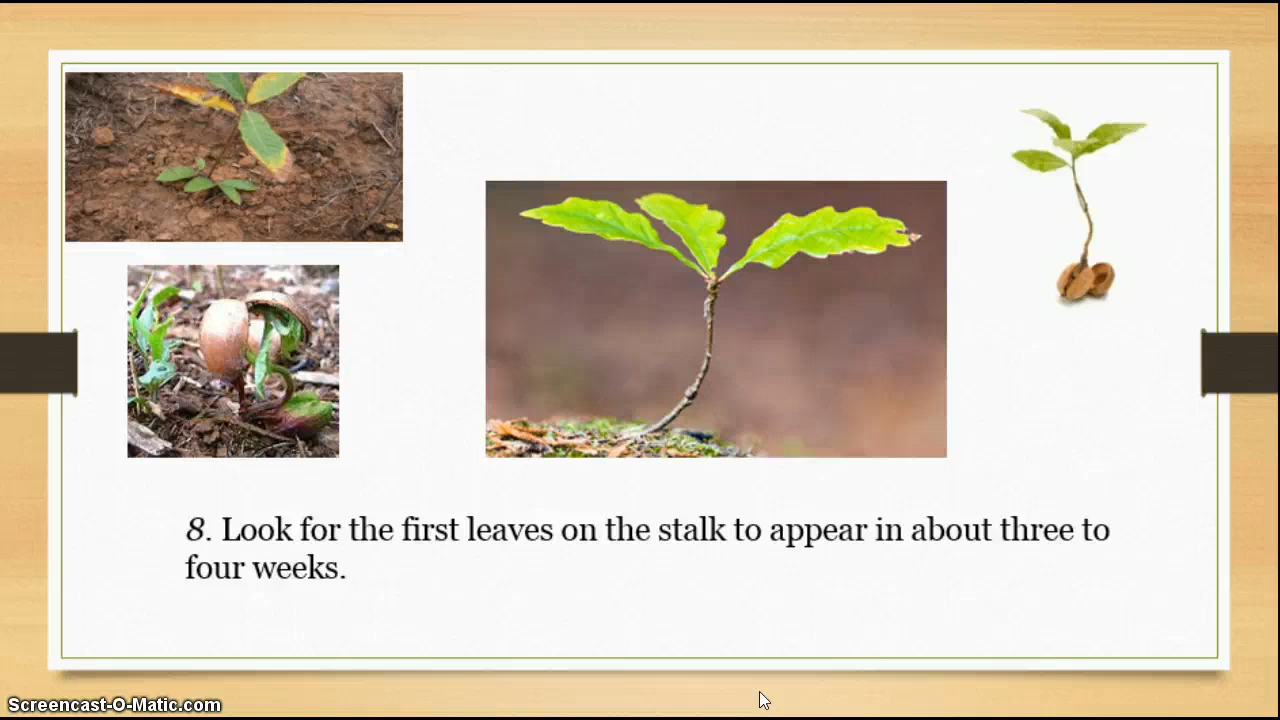 8. Look for the first leaves on the stalk to appear in about three to
four weeks.
Screencast-O-Matic.com